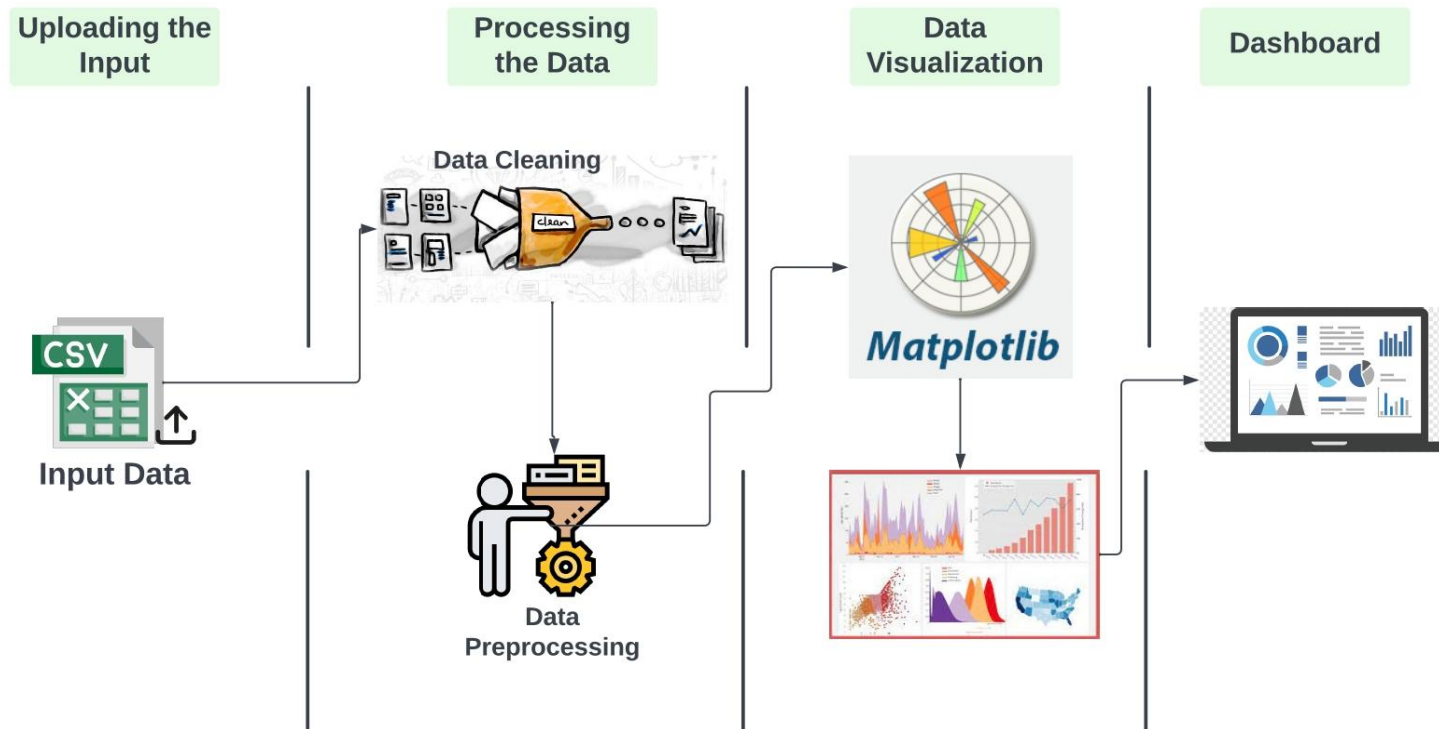 Uploading the
Input
Processing
the Data
Data
Visualization
Dashboard
Data Cleaning
clean
CSV
Input Data
Matplotlib
Data
Preprocessing